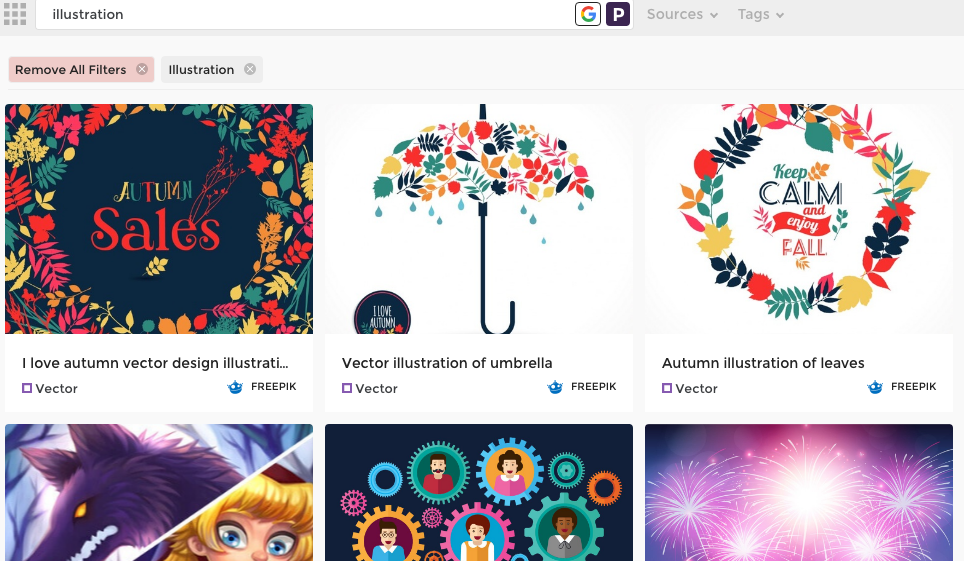 illustration
G P Sources Tags
Remove All Filters Illustration
AUTUMN
Sales
I LOVE
AUTUMN
Keep
CALM
and
enjoy
FALL
I love autumn vector design illustrati...
Vector FREEPIK
Vector illustration of umbrella
Vector FREEPIK
Autumn illustration of leaves
Vector FREEPIK